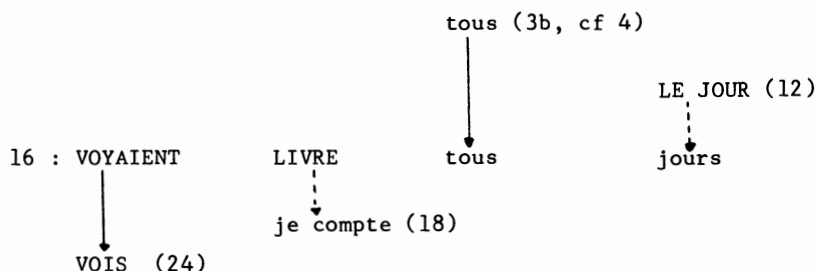 tous (3b, cf 4)
LE JOUR (12)
16 : VOYAIENT LIVRE tous jours
je compte (18)
VOIS (24)